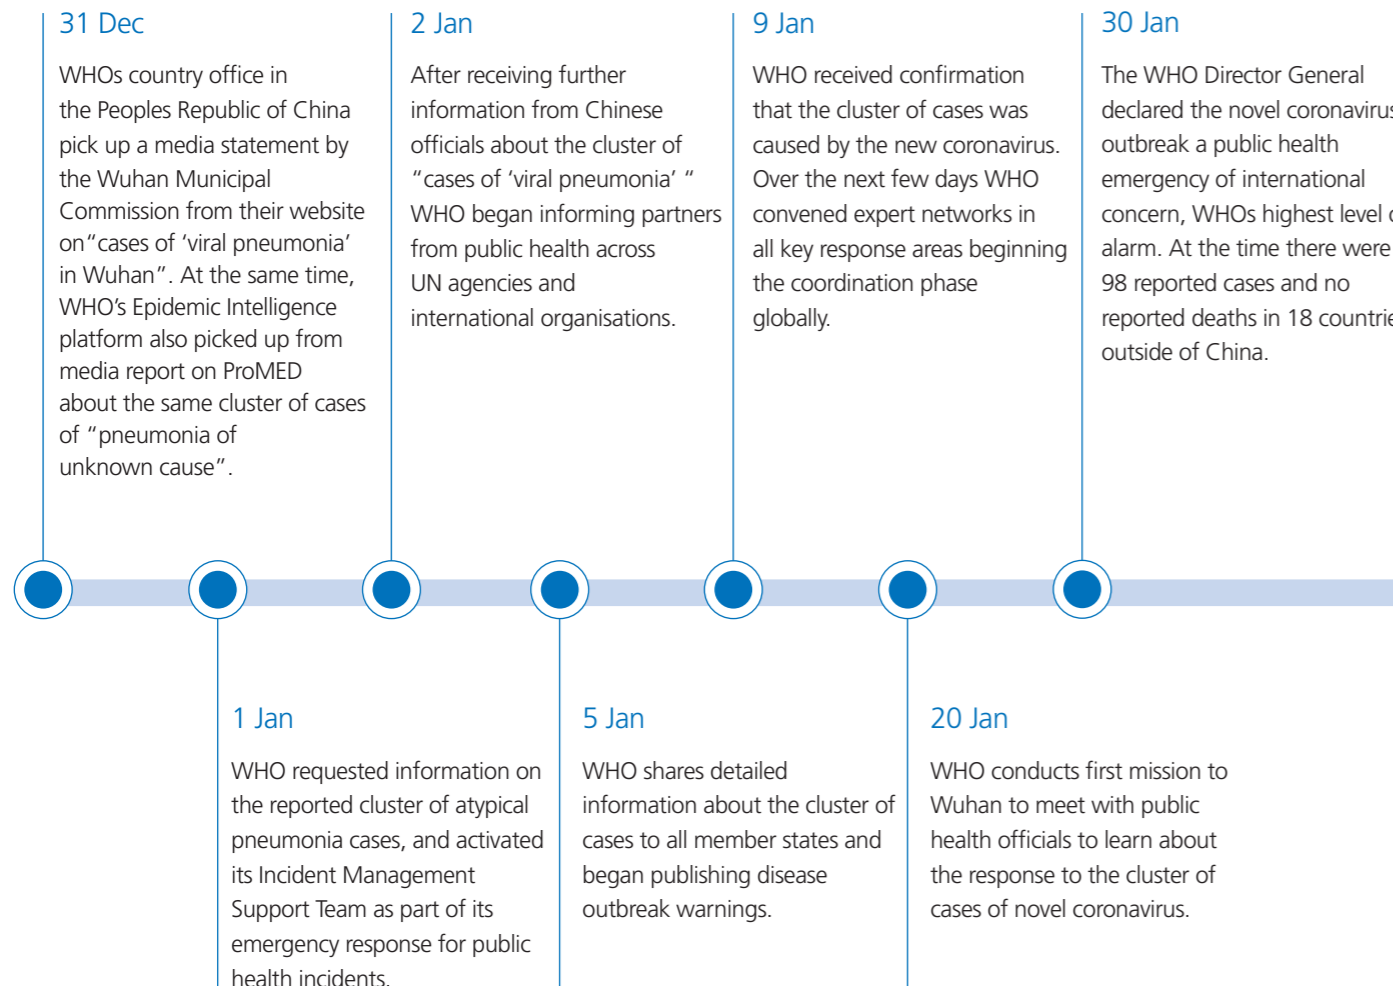 31 Dec
WHOs country office in
the Peoples Republic of China
pick up a media statement by
the Wuhan Municipal
Commission from their website
on“cases of ‘viral pneumonia’
in Wuhan”. At the same time,
WHO’s Epidemic Intelligence
platform also picked up from
media report on ProMED
about the same cluster of cases
of “pneumonia of
unknown cause”.
2 Jan
After receiving further
information from Chinese
officials about the cluster of
“cases of ‘viral pneumonia’ “
WHO began informing partners
from public health across
UN agencies and
international organisations.
9 Jan
WHO received confirmation
that the cluster of cases was
caused by the new coronavirus.
Over the next few days WHO
convened expert networks in
all key response areas beginning
the coordination phase
globally.
30 Jan
The WHO Director General
declared the novel coronavirus
outbreak a public health
emergency of international
concern, WHOs highest level
alarm. At the time there were
98 reported cases and no
reported deaths in 18
outside of China.
1 Jan
WHO requested information on
the reported cluster of atypical
pneumonia cases, and activated
its Incident Management
Support Team as part of its
emergency response for public
health incidents.
5 Jan
WHO shares detailed
information about the cluster of
cases to all member states and
began publishing disease
outbreak warnings.
20 Jan
WHO conducts first mission to
Wuhan to meet with public
health officials to learn about
the response to the cluster of
cases of novel coronavirus.